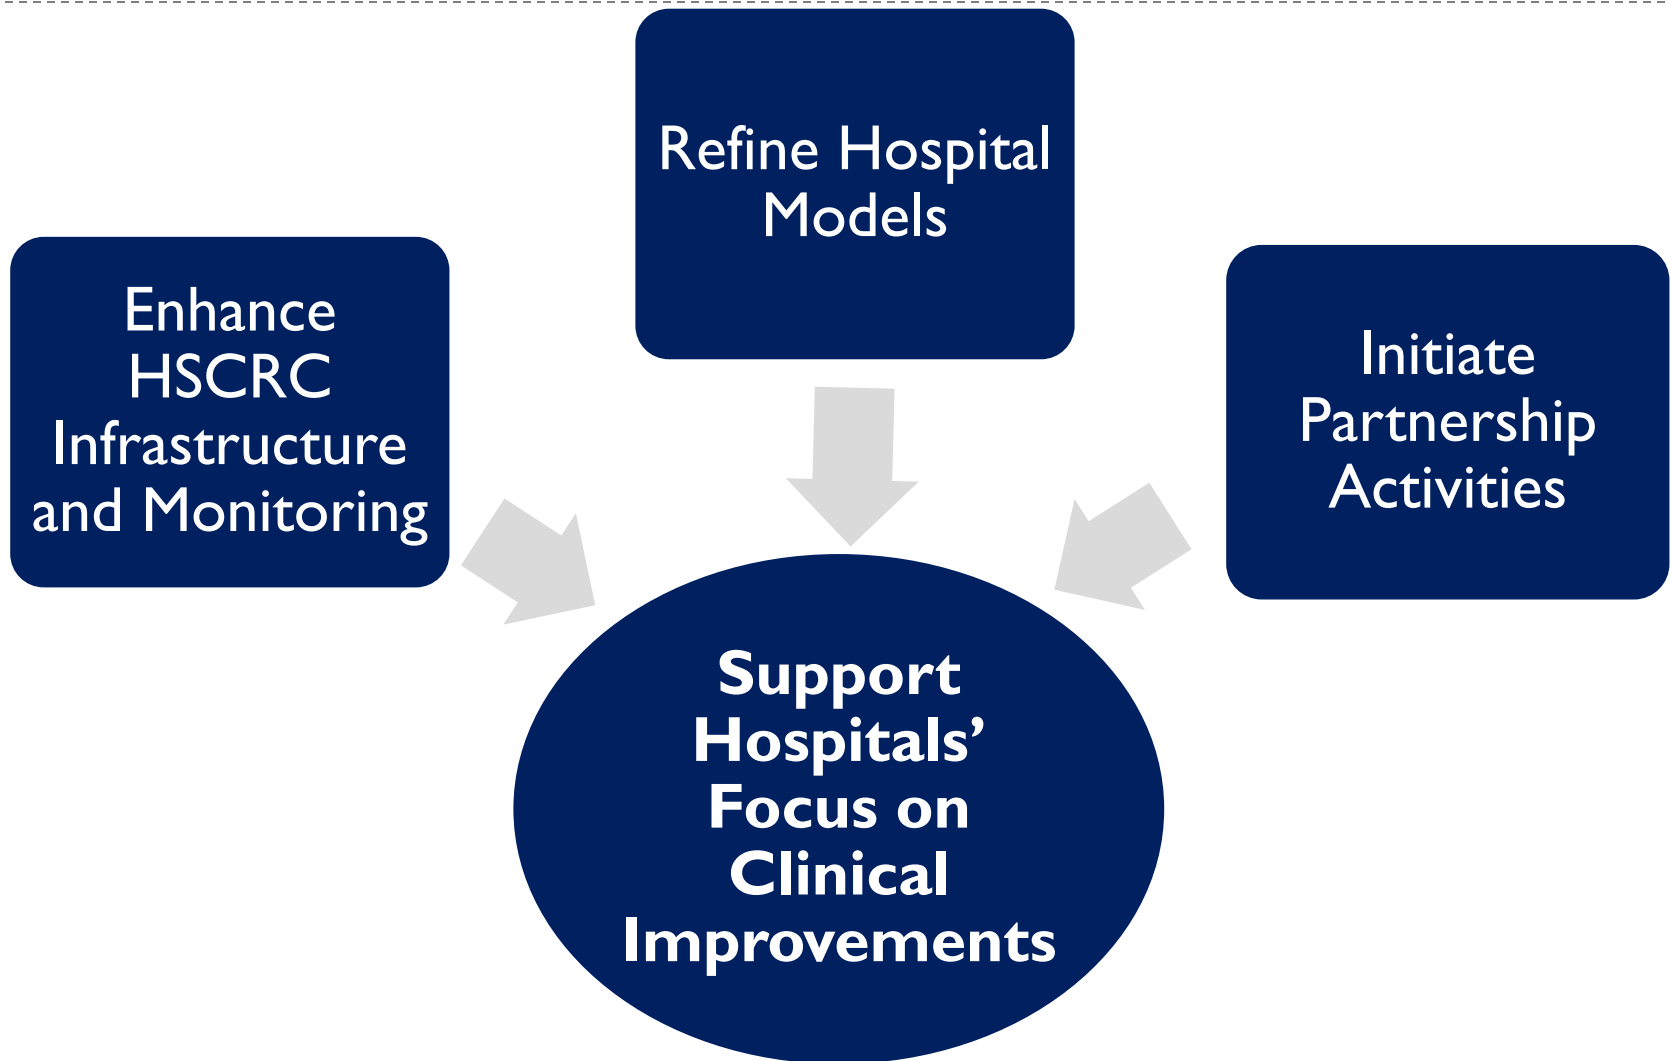 Refine Hospital
Models
Enhance
HSCRC
Infrastructure
and Monitoring
Initiate
Partnership
Activities
Support
Hospitals’
Focus on
Clinical
Improvements